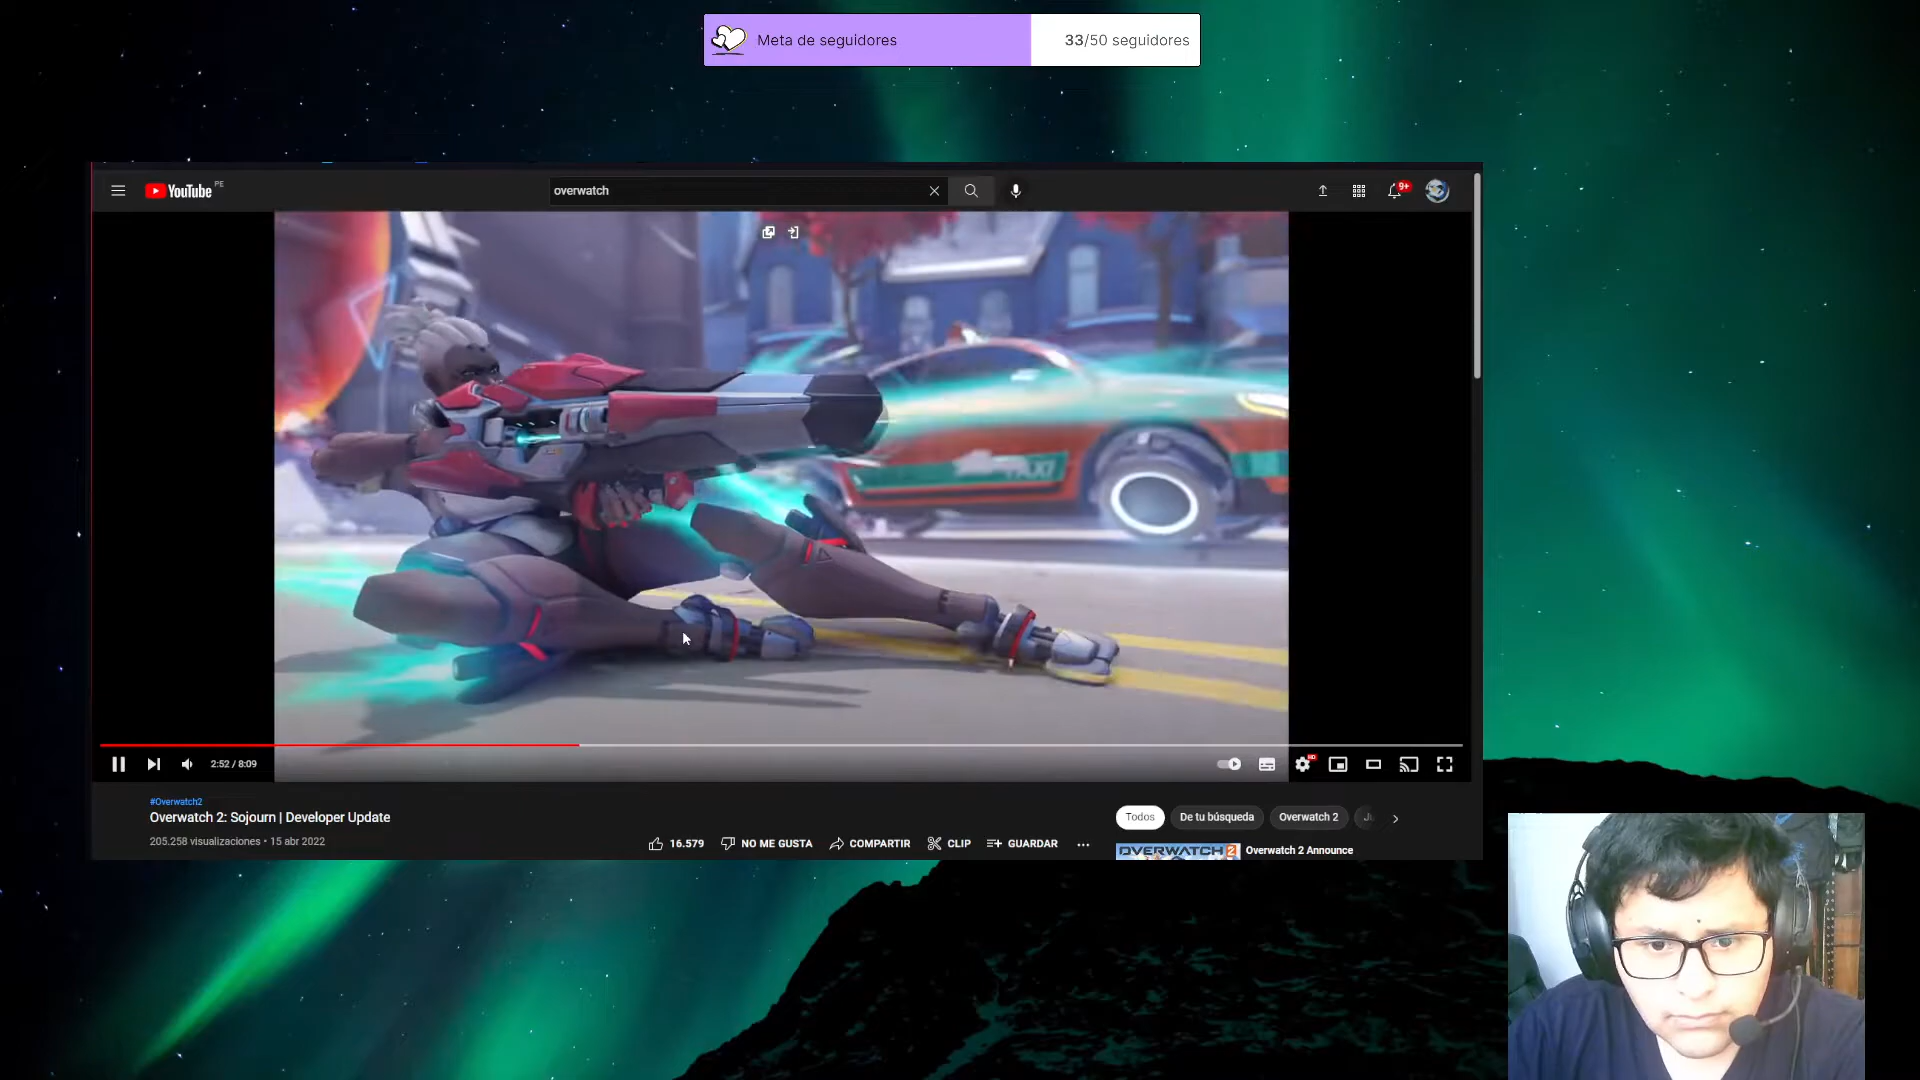 Meta de seguidores
33/50 seguidores
YouTube PE
overwatch
9+
TAXI
2:52 / 8:09
HD
#Overwatch2
Overwatch 2: Sojourn | Developer Update
205.258 visualizaciones • 15 abr 2022
16.579
NO ME GUSTA
COMPARTIR
CLIP
GUARDAR
Todos
De tu búsqueda
Overwatch 2
OVERWATCH 2
Overwatch 2 Announce